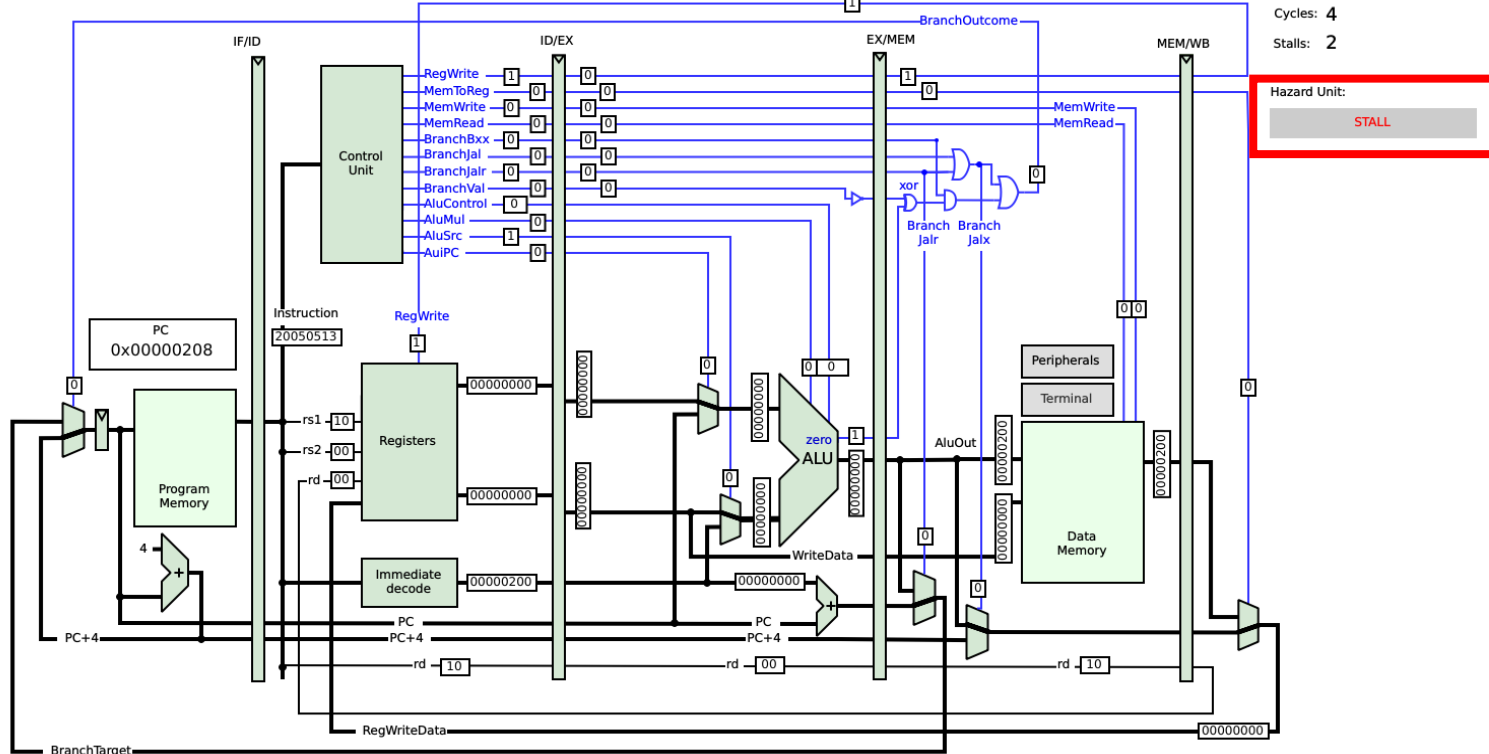 1
Cycles: 4
BranchOutcome
Stalls: 2
IF/ID
ID/EX
EX/MEM
MEM/WB
Hazard Unit:
STALL
Control
Unit
RegWrite 1 0 1
MemToReg 0 0 0
MemWrite 0 0 MemWrite
MemRead 0 0 MemRead
BranchBxx 0 0
BranchJal 0 0
BranchJalr 0 0
BranchVal 0 0
AluControl 0
AluMul 0
AluSrc 1
AuiPC 0
xor
0
Branch
Jalr
Branch
Jalx
Instruction
20050513
RegWrite
1
0 0
PC
0x00000208
0
0
0 0
Peripherals
Terminal
0
0
00000000
00000000
00000000
rs1 10
rs2 00
rd 00
Registers
00000000
00000000
00000000
0
zero 1
ALU
00000000
AluOut
00000200
00000000
00000200
Program
Memory
Data
Memory
4
+
Immediate
decode
00000200
00000000
WriteData
0
+
0
PC
PC
PC+4
PC+4
PC+4
rd 10
rd 00
rd 10
RegWriteData
00000000
BranchTarget